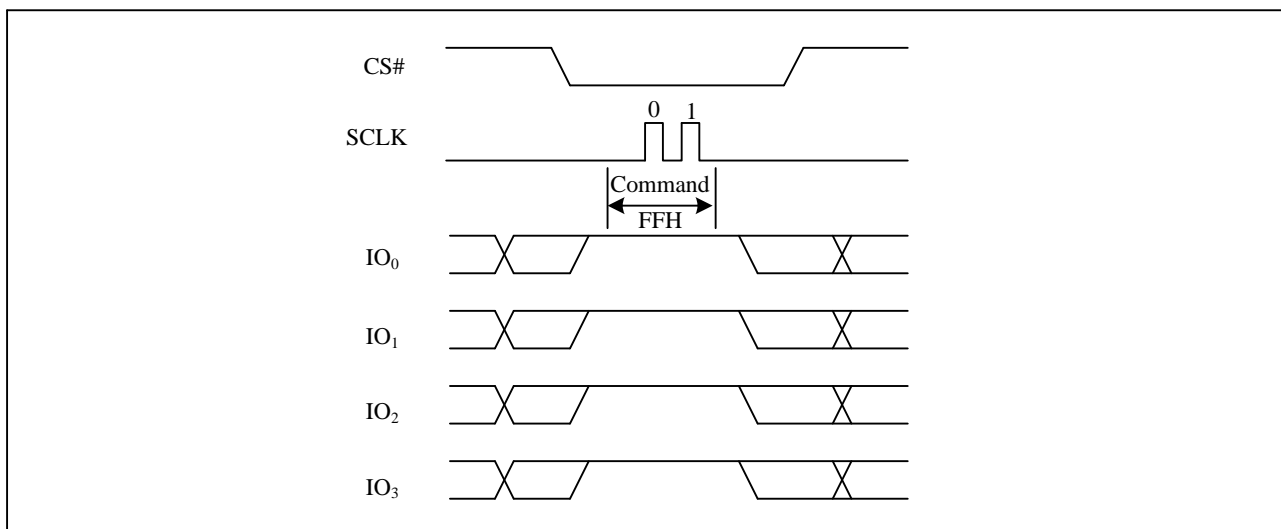 CS#
0 1
SCLK
Command
FFH
IO₀
IO₁
IO₂
IO₃